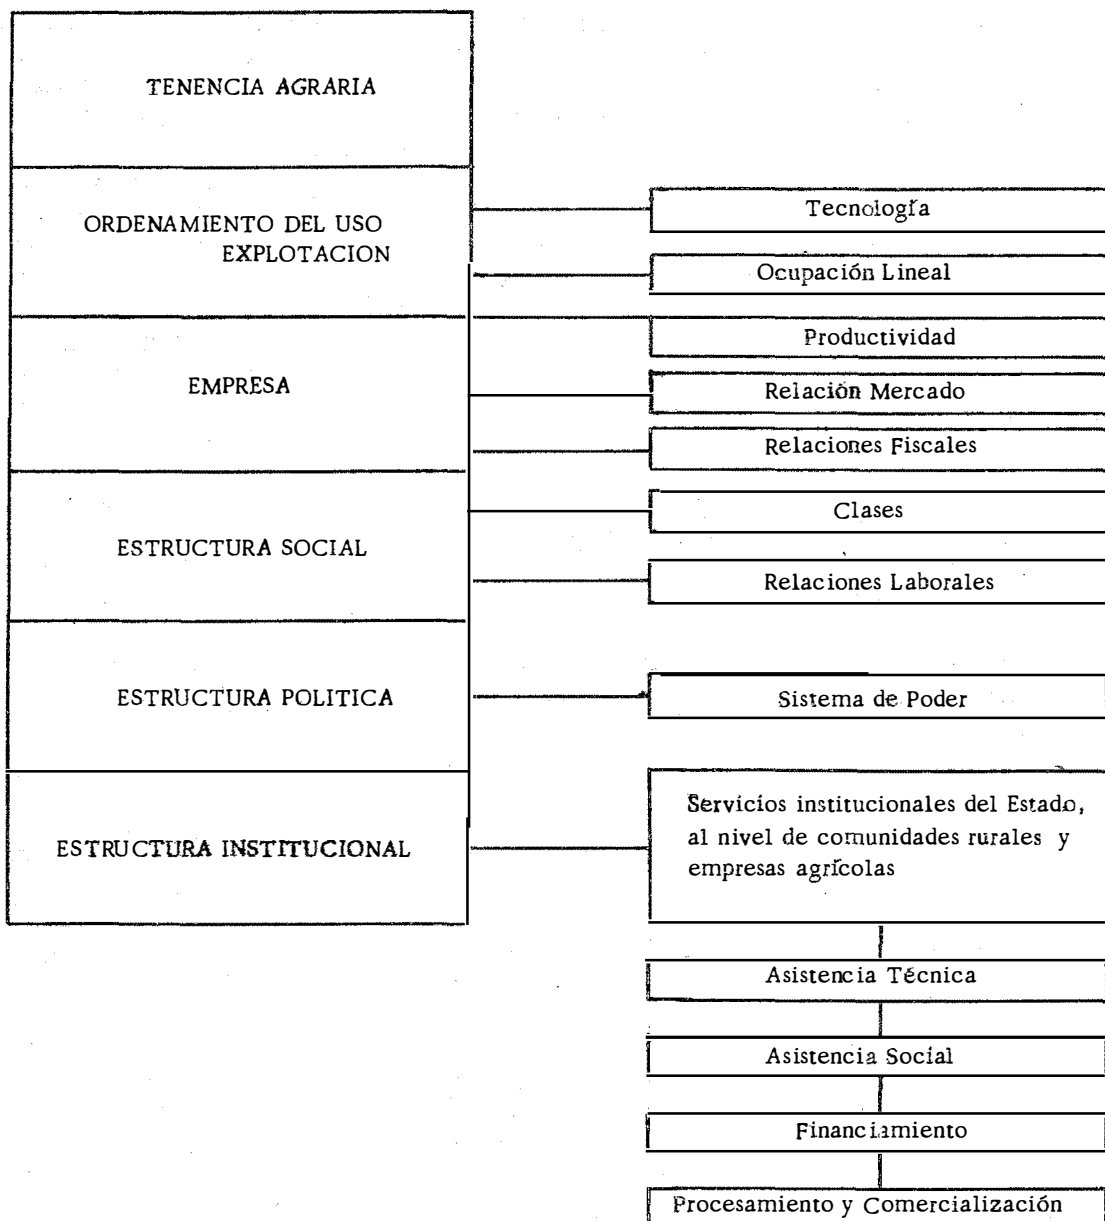 TENENCIA AGRARIA
ORDENAMIENTO DEL USO
EXPLOTACION
Tecnología
Ocupación Lineal
EMPRESA
Productividad
Relación Mercado
Relaciones Fiscales
ESTRUCTURA SOCIAL
Clases
Relaciones Laborales
ESTRUCTURA POLITICA
Sistema de Poder
ESTRUCTURA INSTITUCIONAL
Servicios institucionales del Estado,
al nivel de comunidades rurales y
empresas agrícolas
Asistencia Técnica
Asistencia Social
Financiamiento
Procesamiento y Comercialización